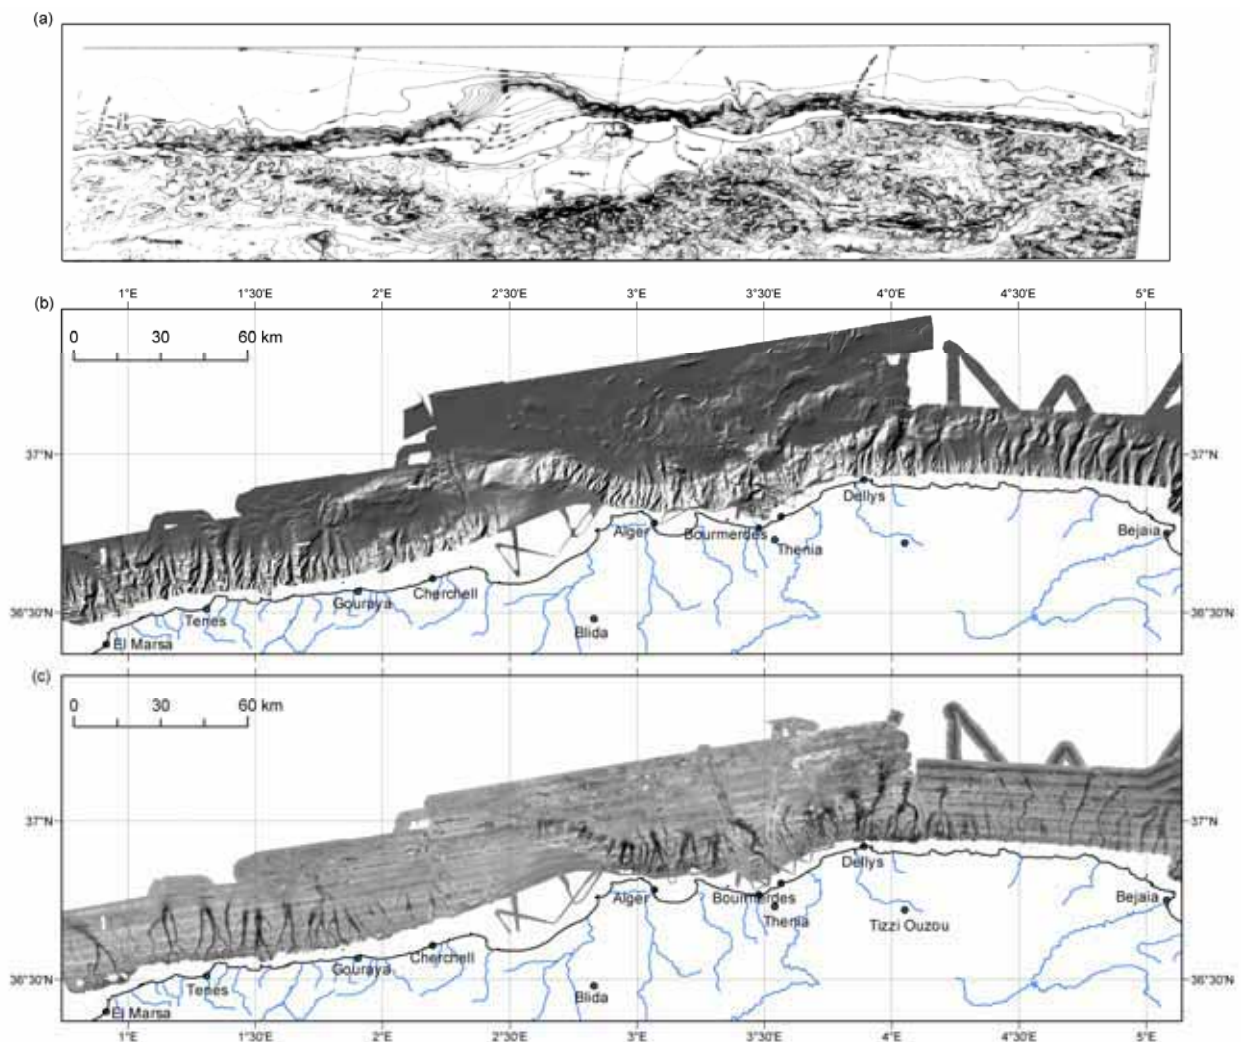 (a)
1°E 1°30'E 2°E 2°30'E 3°E 3°30'E 4°0'E 4°30'E 5°E
(b)
0 30 60 km
37°N 37°N
Dellys
Alger Bourmerdes Bejaia
Thenia
Cherchell
Gouraya
36°30'N Tenes 36°30'N
Blida
El Marsa
(c)
0 30 60 km
37°N 37°N
Dellys
Alger Bourmerdes Bejaia
Thenia Tizzi Ouzou
Cherchell
Gouraya
36°30'N Tenes 36°30'N
Blida
El Marsa
1°E 1°30'E 2°E 2°30'E 3°E 3°30'E 4°0'E 4°30'E 5°E